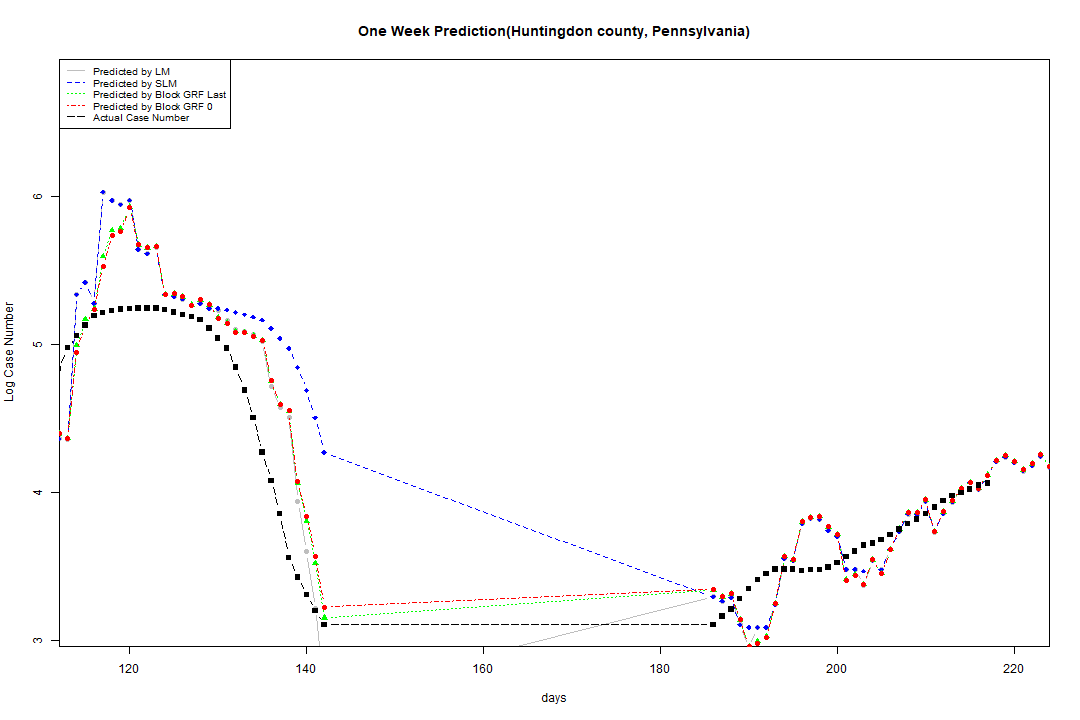 One Week Prediction(Huntingdon county, Pennsylvania)
Predicted by LM
Predicted by SLM
Predicted by Block GRF Last
Predicted by Block GRF 0
Actual Case Number
Log Case Number
6
5
4
3
120 140 160 180 200 220
days